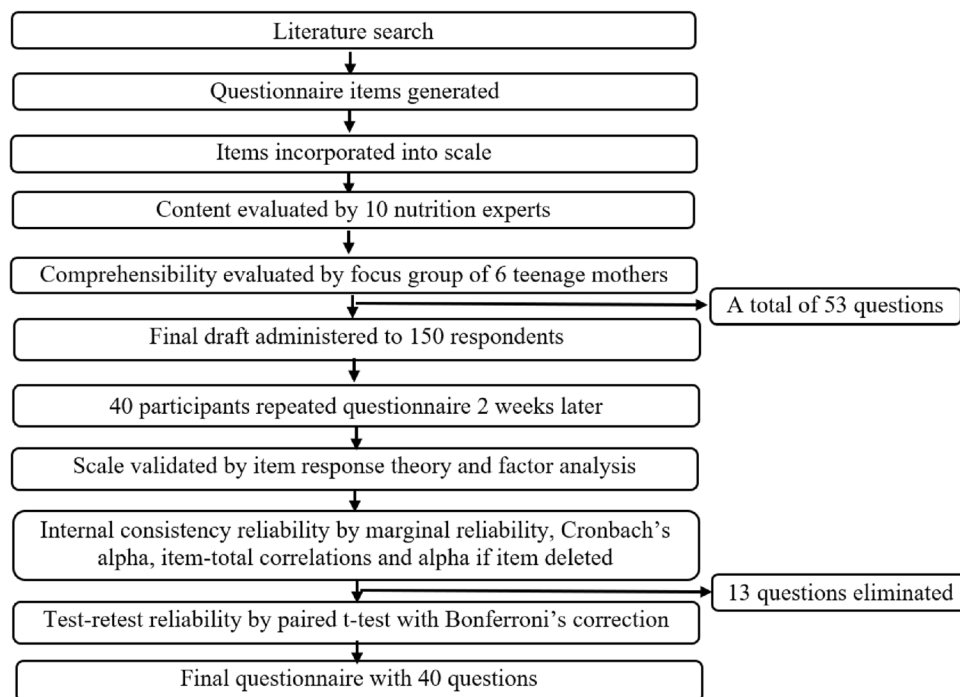 Literature search
Questionnaire items generated
Items incorporated into scale
Content evaluated by 10 nutrition experts
Comprehensibility evaluated by focus group of 6 teenage mothers
A total of 53 questions
Final draft administered to 150 respondents
40 participants repeated questionnaire 2 weeks later
Scale validated by item response theory and factor analysis
Internal consistency reliability by marginal reliability, Cronbach’s
alpha, item-total correlations and alpha if item deleted
13 questions eliminated
Test-retest reliability by paired t-test with Bonferroni’s correction
Final questionnaire with 40 questions